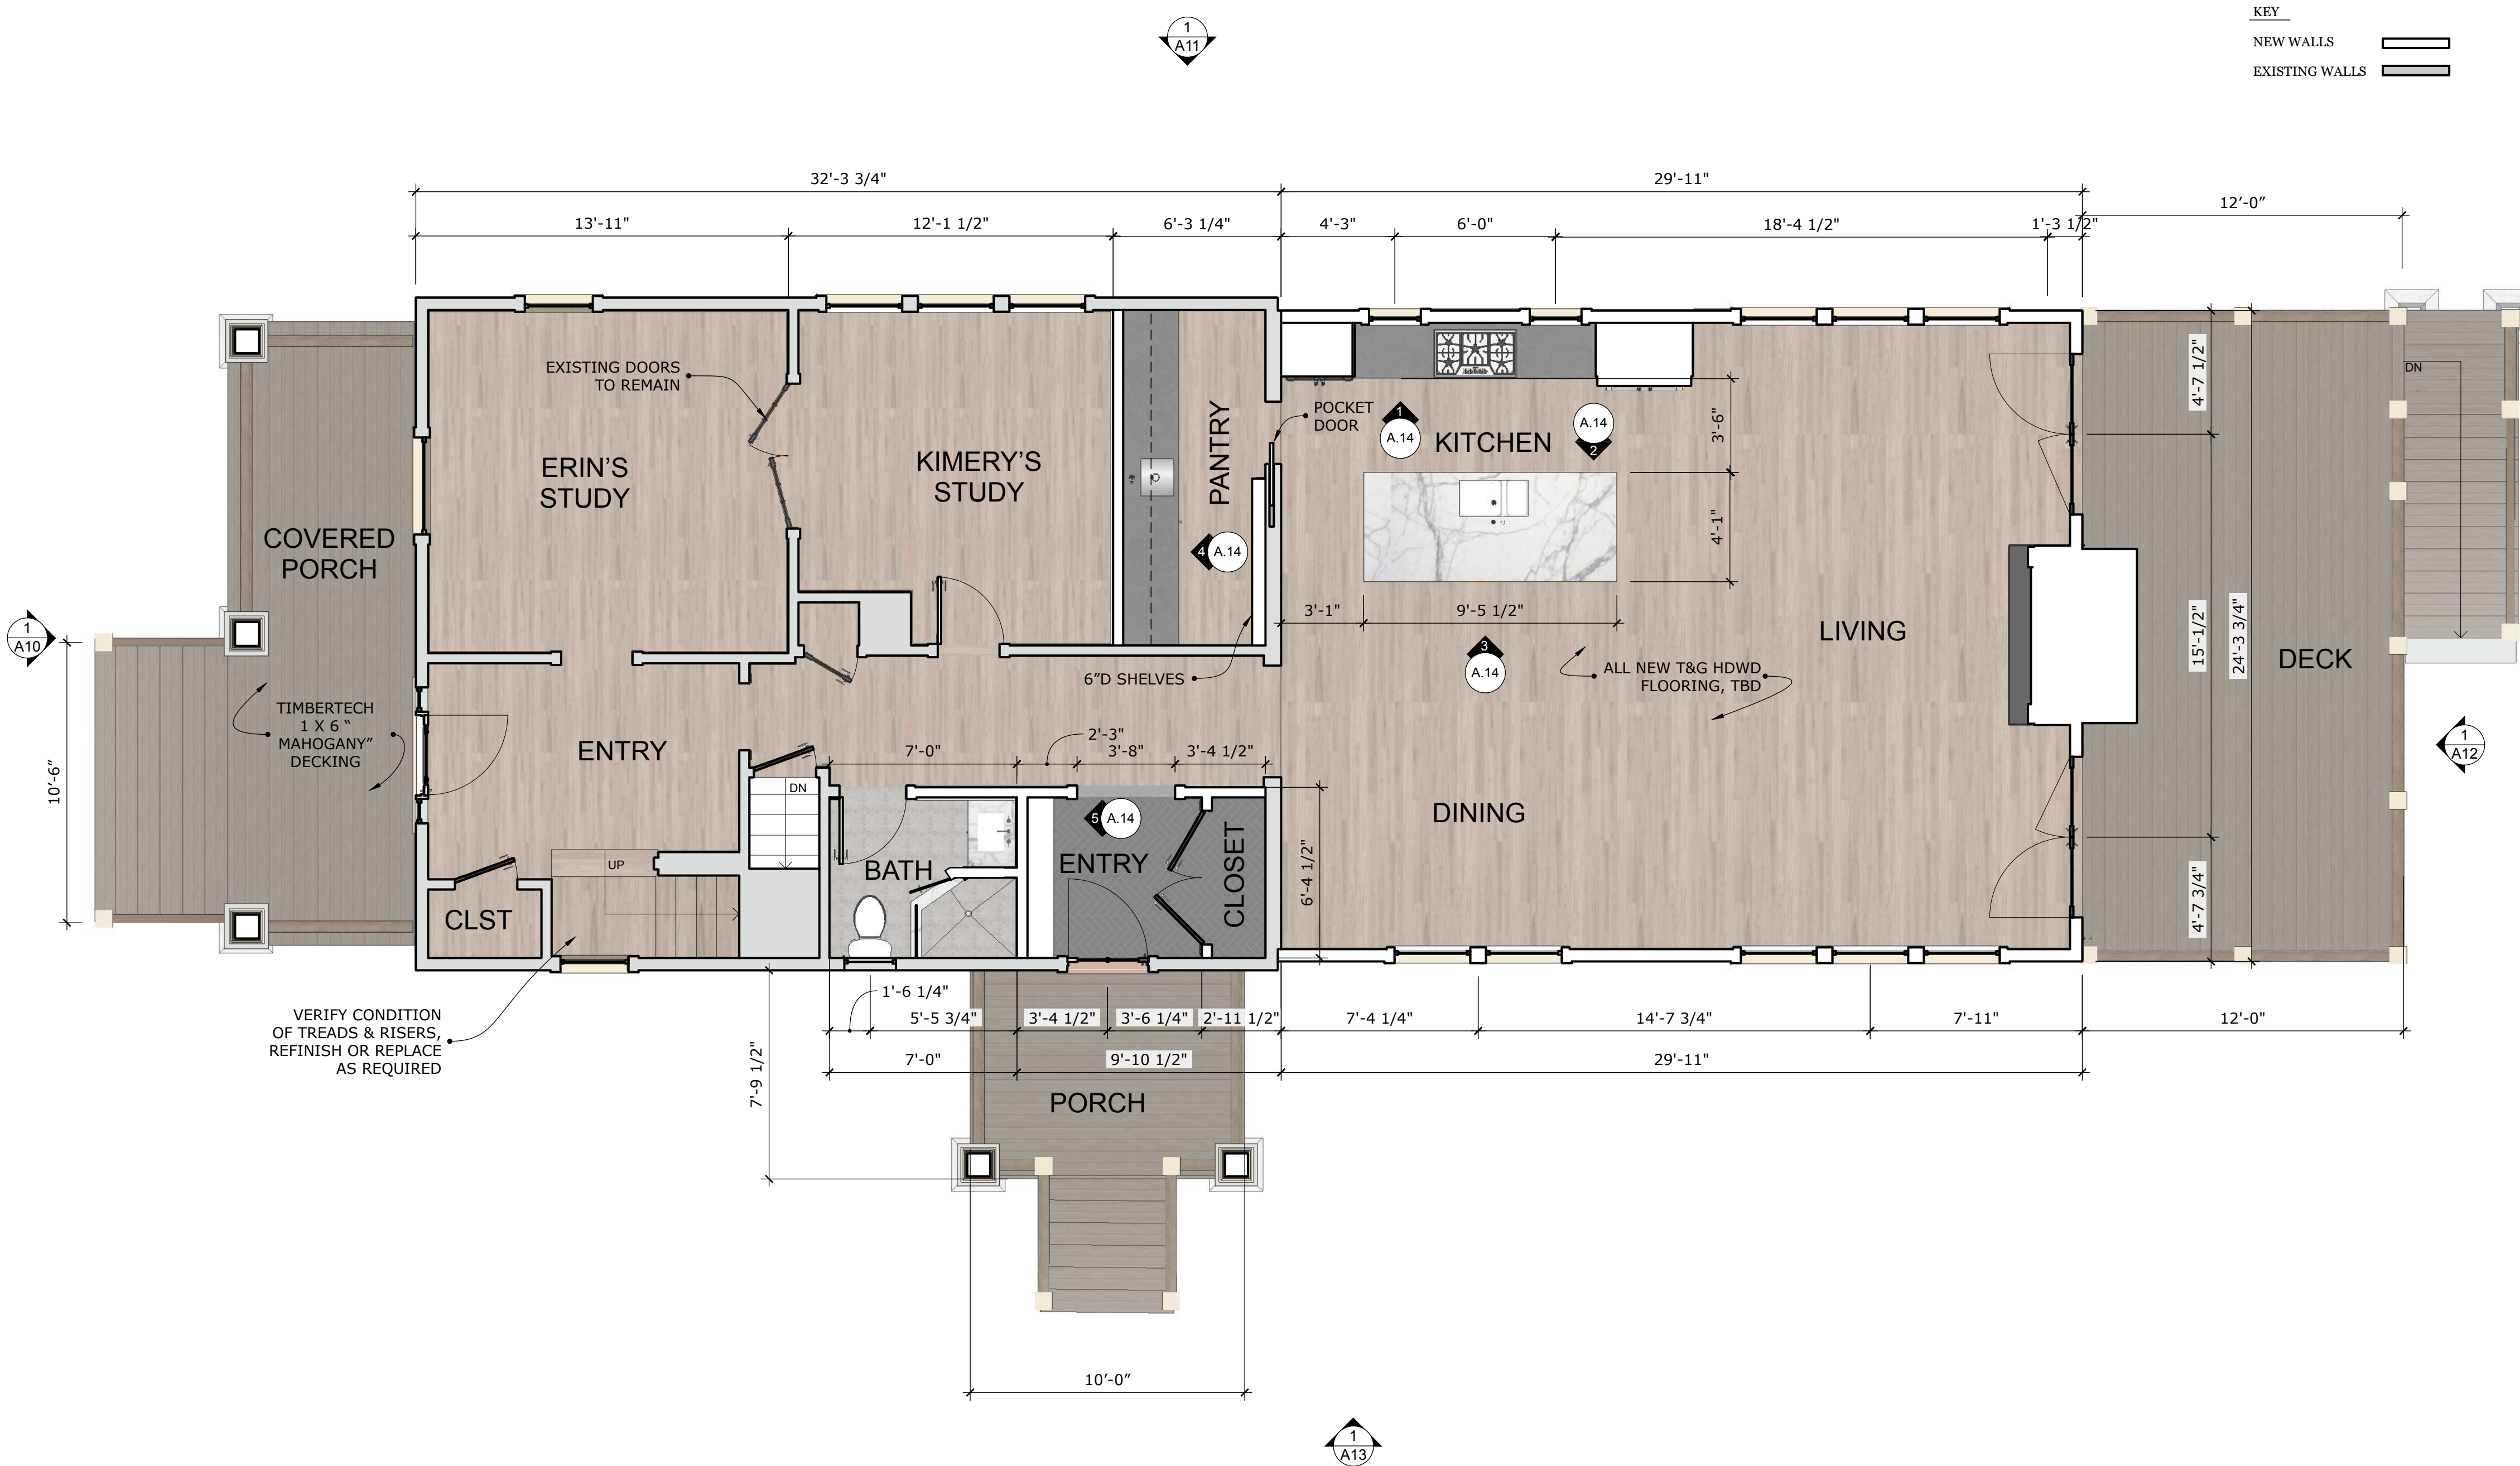 KEY
NEW WALLS
EXISTING WALLS
1
A11
32'-3 3/4"
29'-11"
12’-0”
13'-11"
12'-1 1/2"
6'-3 1/4"
4'-3"
6'-0"
18'-4 1/2"
1'-3 1/2"
EXISTING DOORS
TO REMAIN
POCKET
DOOR
ERIN’S
STUDY
KIMERY’S
STUDY
PANTRY
4 A.14
1
A.14
KITCHEN
A.14
2
3'-6"
4'-1"
3'-1"
9'-5 1/2"
3
A.14
LIVING
ALL NEW T&G HDWD
FLOORING, TBD
6”D SHELVES
4'-7 1/2"
15'-1/2"
24'-3 3/4"
4'-7 3/4"
DECK
DN
1
A12
COVERED
PORCH
1
A10
10’-6”
TIMBERTECH
1 X 6 “
MAHOGANY”
DECKING
ENTRY
DN
UP
CLST
7'-0"
2'-3"
3'-8"
3'-4 1/2"
BATH
5 A.14
ENTRY
CLOSET
6'-4 1/2"
DINING
VERIFY CONDITION
OF TREADS & RISERS,
REFINISH OR REPLACE
AS REQUIRED
1'-6 1/4"
5'-5 3/4"
3'-4 1/2"
3'-6 1/4"
2'-11 1/2"
7'-4 1/4"
14'-7 3/4"
7'-11"
12'-0"
7'-0"
9'-10 1/2"
29'-11"
7'-9 1/2"
PORCH
10’-0”
1
A13